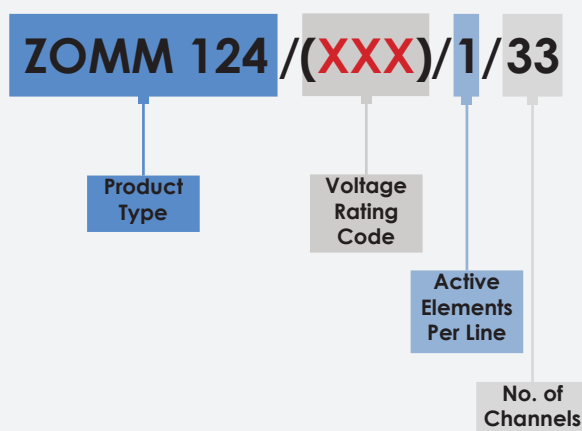 ZOMM 124/(XXX)/1/33
Product
Type
Voltage
Rating
Code
Active
Elements
Per Line
No. of
Channels